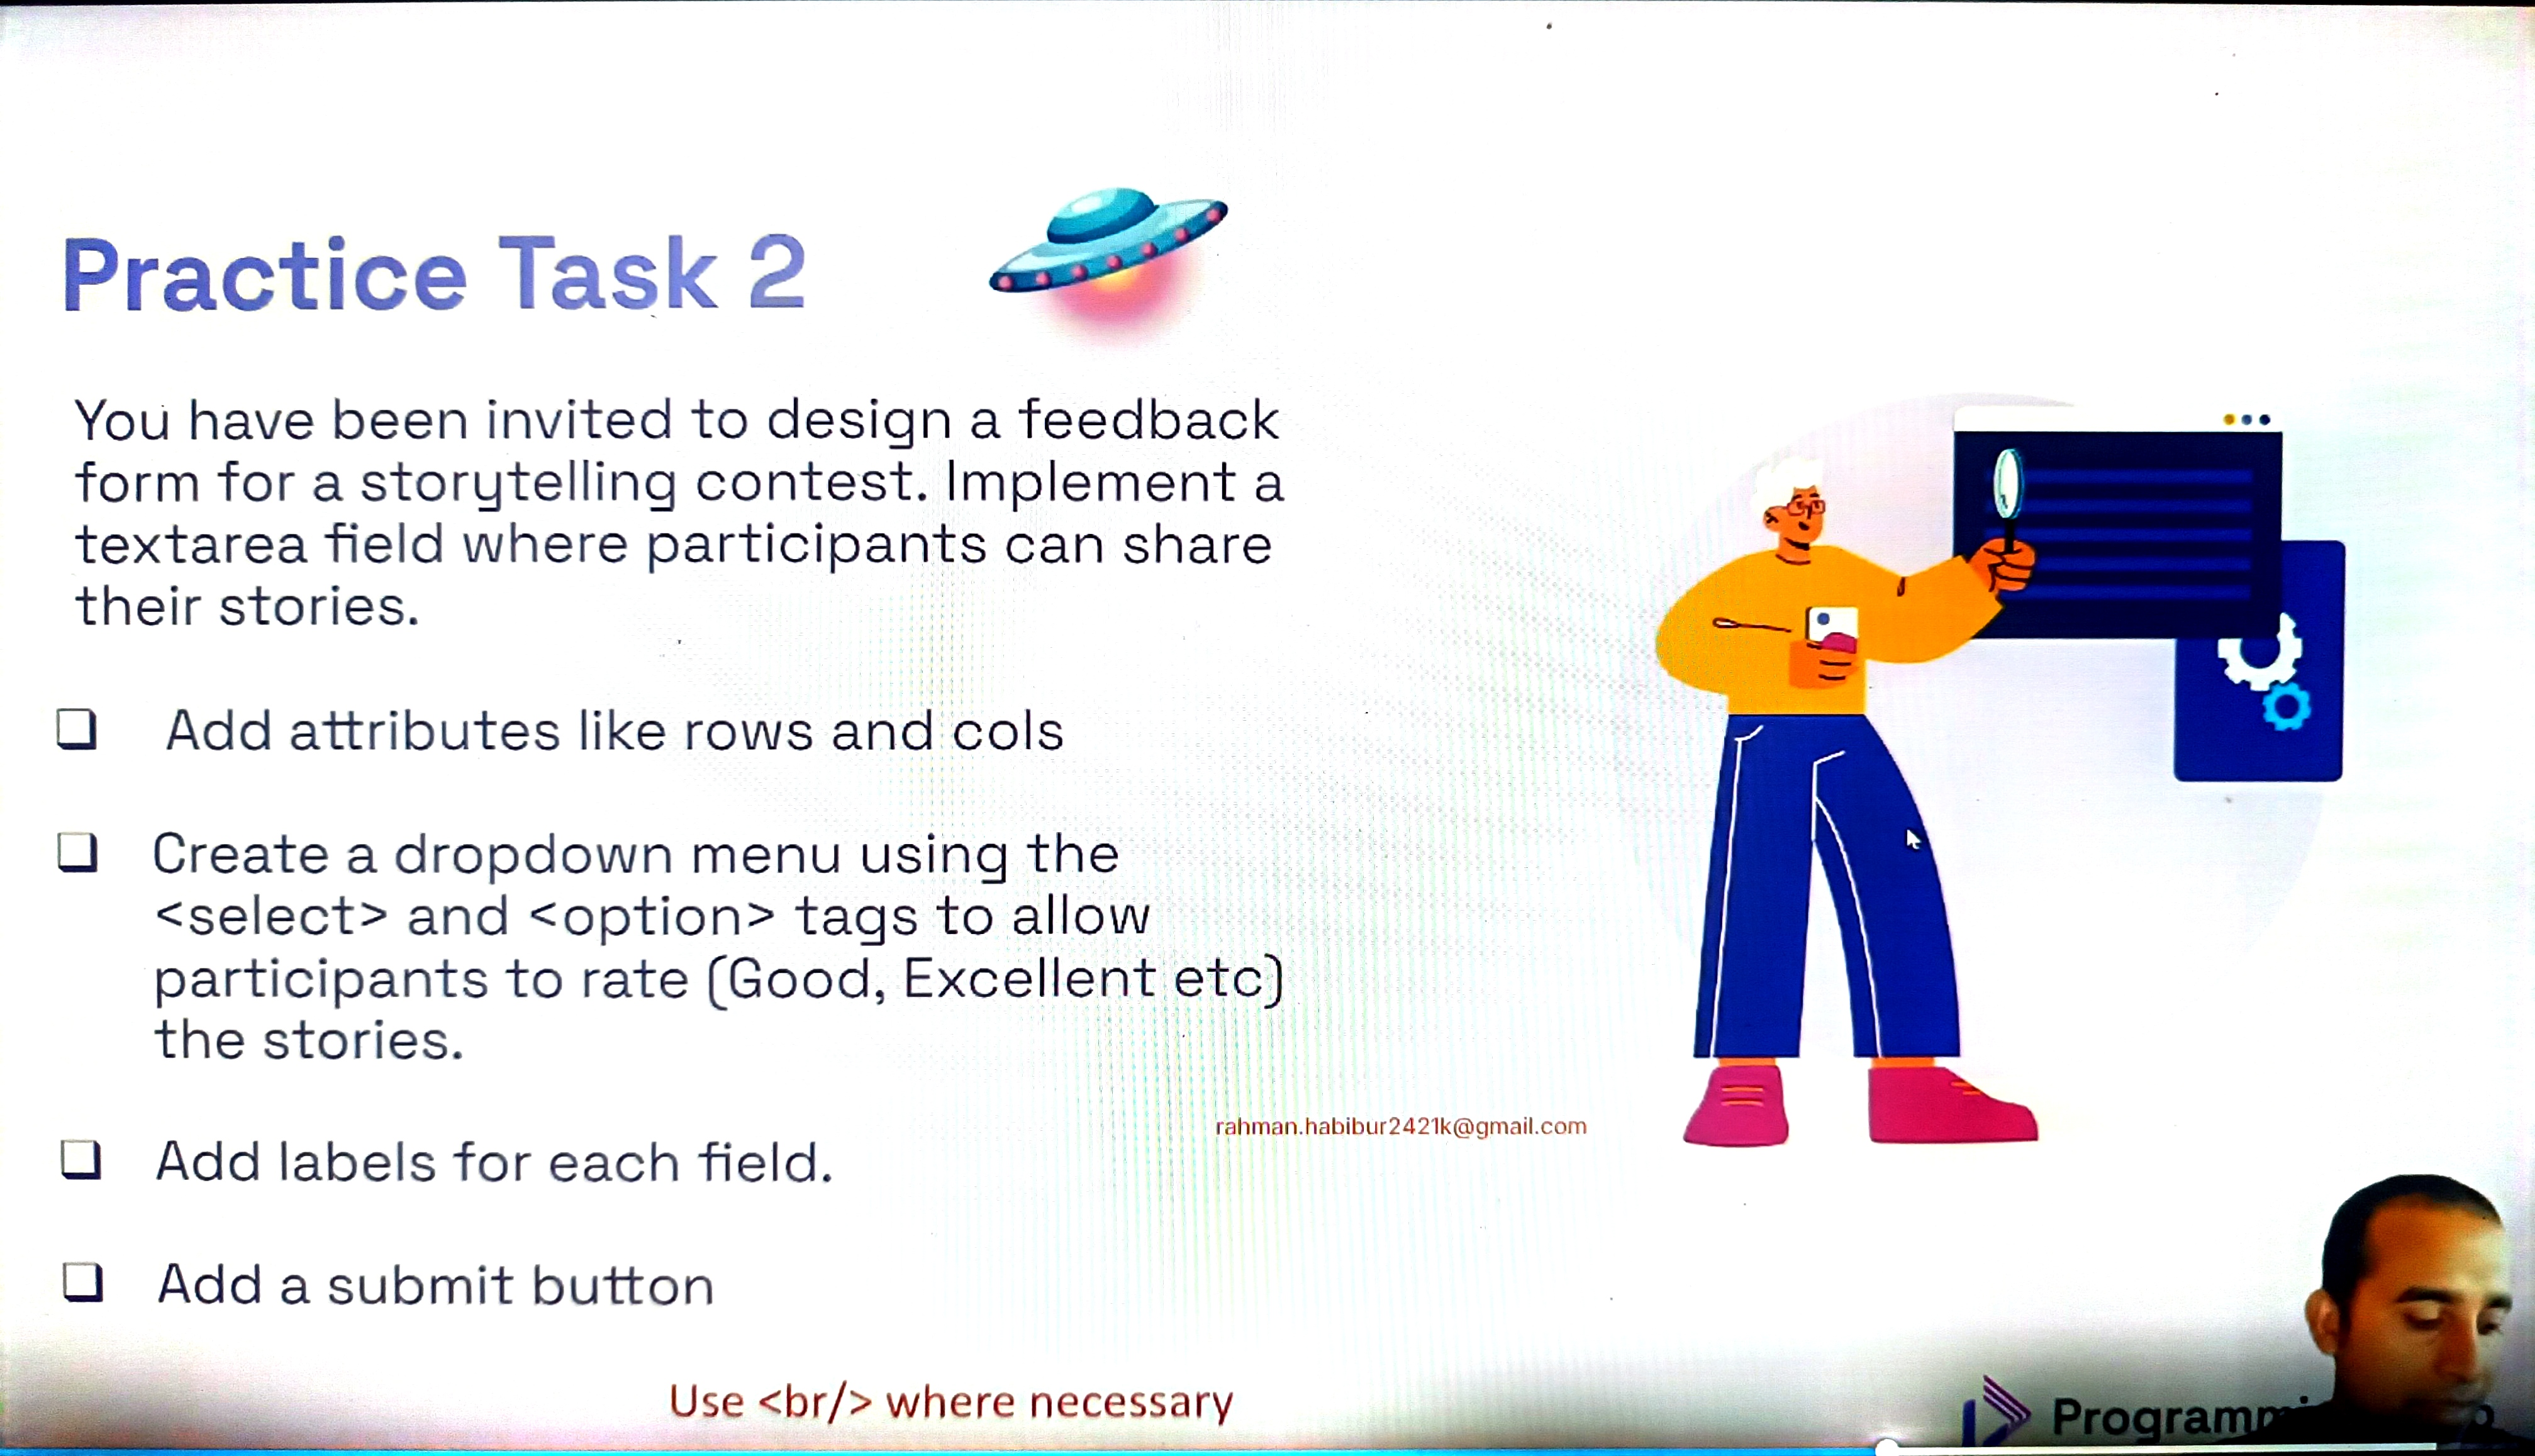 Practice Task 2
You have been invited to design a feedback
form for a storytelling contest. Implement a
textarea field where participants can share
their stories.
Add attributes like rows and cols
Create a dropdown menu using the
<select> and <option> tags to allow
participants to rate (Good, Excellent etc)
the stories.
Add labels for each field.
Add a submit button
rahman.habibur2421k@gmail.com
Use <br/> where necessary